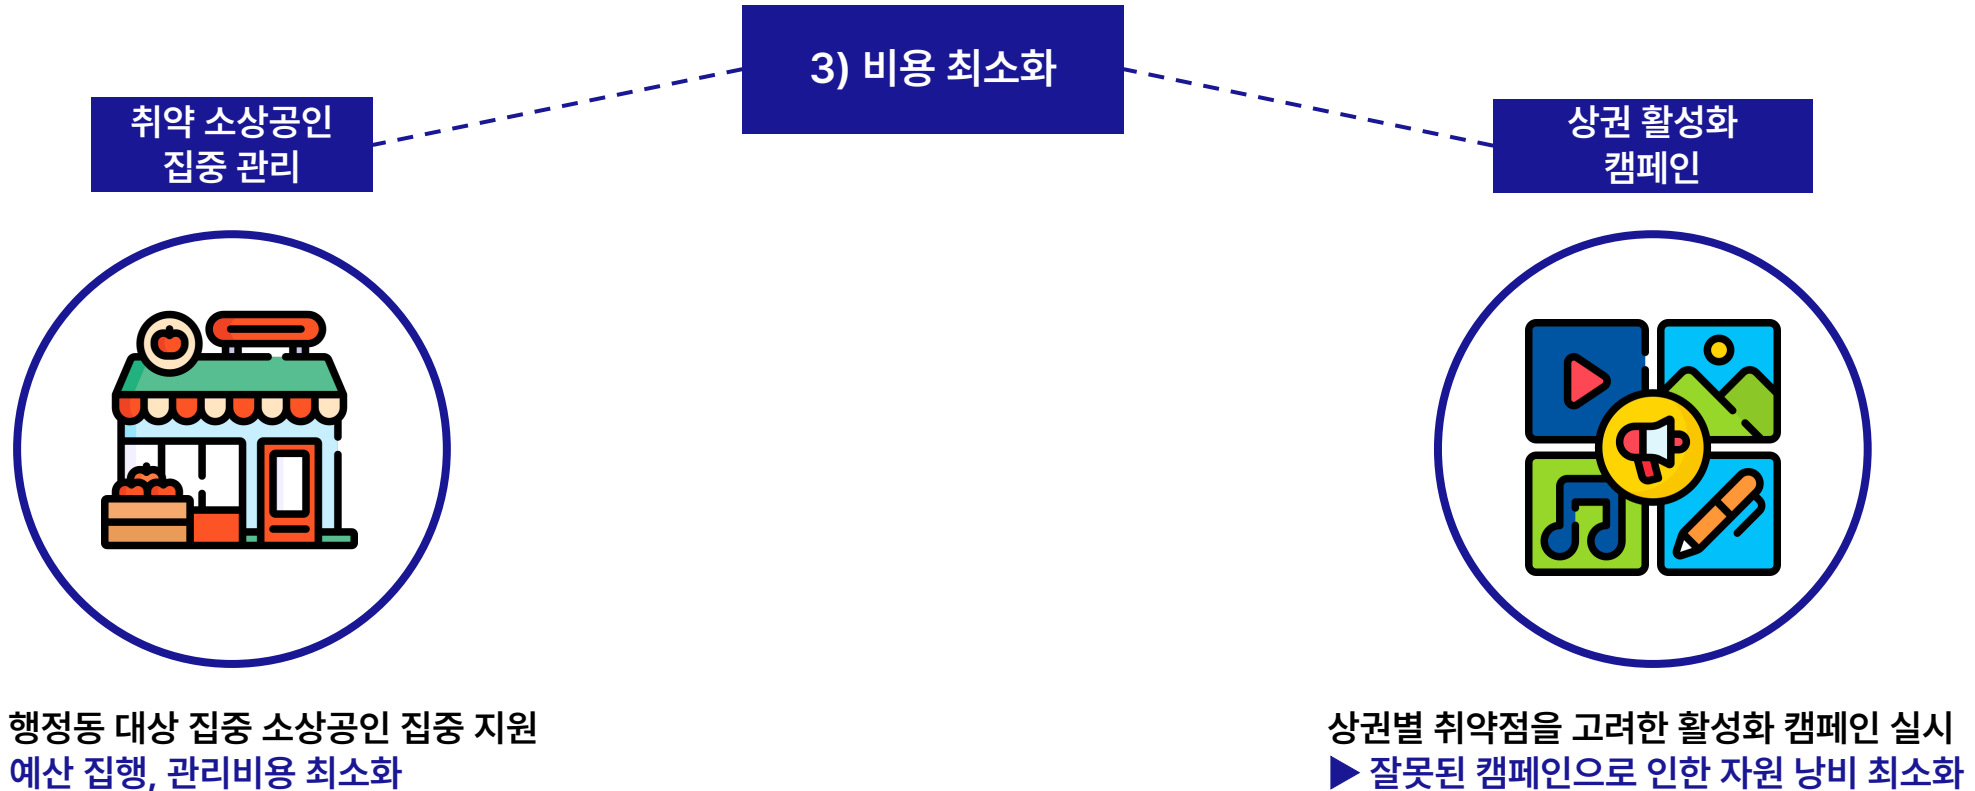 3) 비용 최소화
취약 소상공인
집중 관리
상권 활성화
캠페인
행정동 대상 집중 소상공인 집중 지원
예산 집행, 관리비용 최소화
상권별 취약점을 고려한 활성화 캠페인 실시
▶ 잘못된 캠페인으로 인한 자원 낭비 최소화